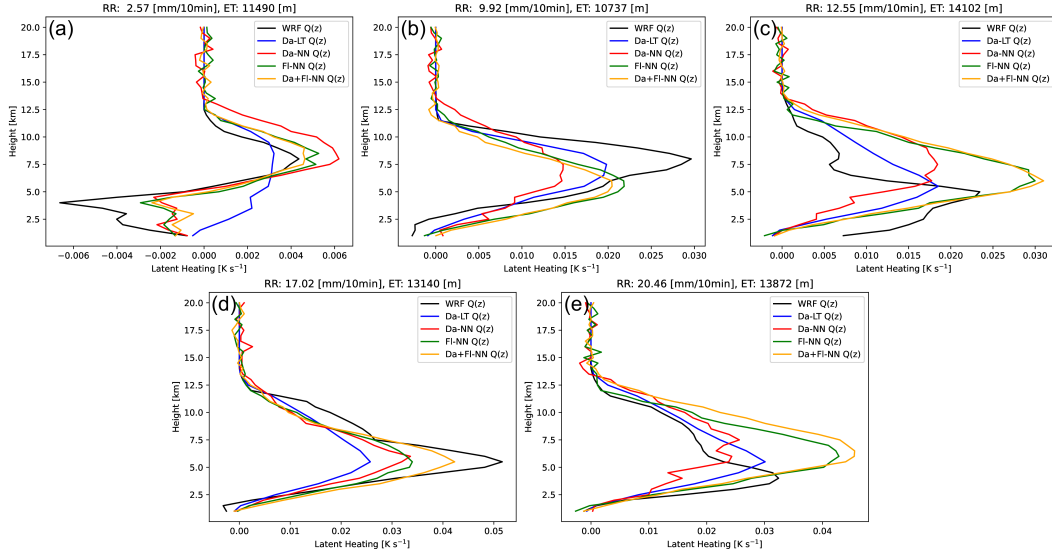 RR:  2.57 [mm/10min], ET: 11490 [m]
(a)
WRF Q(z)
Da-LT Q(z)
Da-NN Q(z)
Fl-NN Q(z)
Da+Fl-NN Q(z)
Height [km]
20.0
17.5
15.0
12.5
10.0
7.5
5.0
2.5
−0.006 −0.004 −0.002 0.000 0.002 0.004 0.006
Latent Heating [K s⁻¹]
RR:  9.92 [mm/10min], ET: 10737 [m]
(b)
WRF Q(z)
Da-LT Q(z)
Da-NN Q(z)
Fl-NN Q(z)
Da+Fl-NN Q(z)
Height [km]
20.0
17.5
15.0
12.5
10.0
7.5
5.0
2.5
0.000 0.005 0.010 0.015 0.020 0.025 0.030
Latent Heating [K s⁻¹]
RR: 12.55 [mm/10min], ET: 14102 [m]
(c)
WRF Q(z)
Da-LT Q(z)
Da-NN Q(z)
Fl-NN Q(z)
Da+Fl-NN Q(z)
Height [km]
20.0
17.5
15.0
12.5
10.0
7.5
5.0
2.5
0.000 0.005 0.010 0.015 0.020 0.025 0.030
Latent Heating [K s⁻¹]
RR: 17.02 [mm/10min], ET: 13140 [m]
(d)
WRF Q(z)
Da-LT Q(z)
Da-NN Q(z)
Fl-NN Q(z)
Da+Fl-NN Q(z)
Height [km]
20.0
17.5
15.0
12.5
10.0
7.5
5.0
2.5
0.00 0.01 0.02 0.03 0.04 0.05
Latent Heating [K s⁻¹]
RR: 20.46 [mm/10min], ET: 13872 [m]
(e)
WRF Q(z)
Da-LT Q(z)
Da-NN Q(z)
Fl-NN Q(z)
Da+Fl-NN Q(z)
Height [km]
20.0
17.5
15.0
12.5
10.0
7.5
5.0
2.5
0.00 0.01 0.02 0.03 0.04
Latent Heating [K s⁻¹]